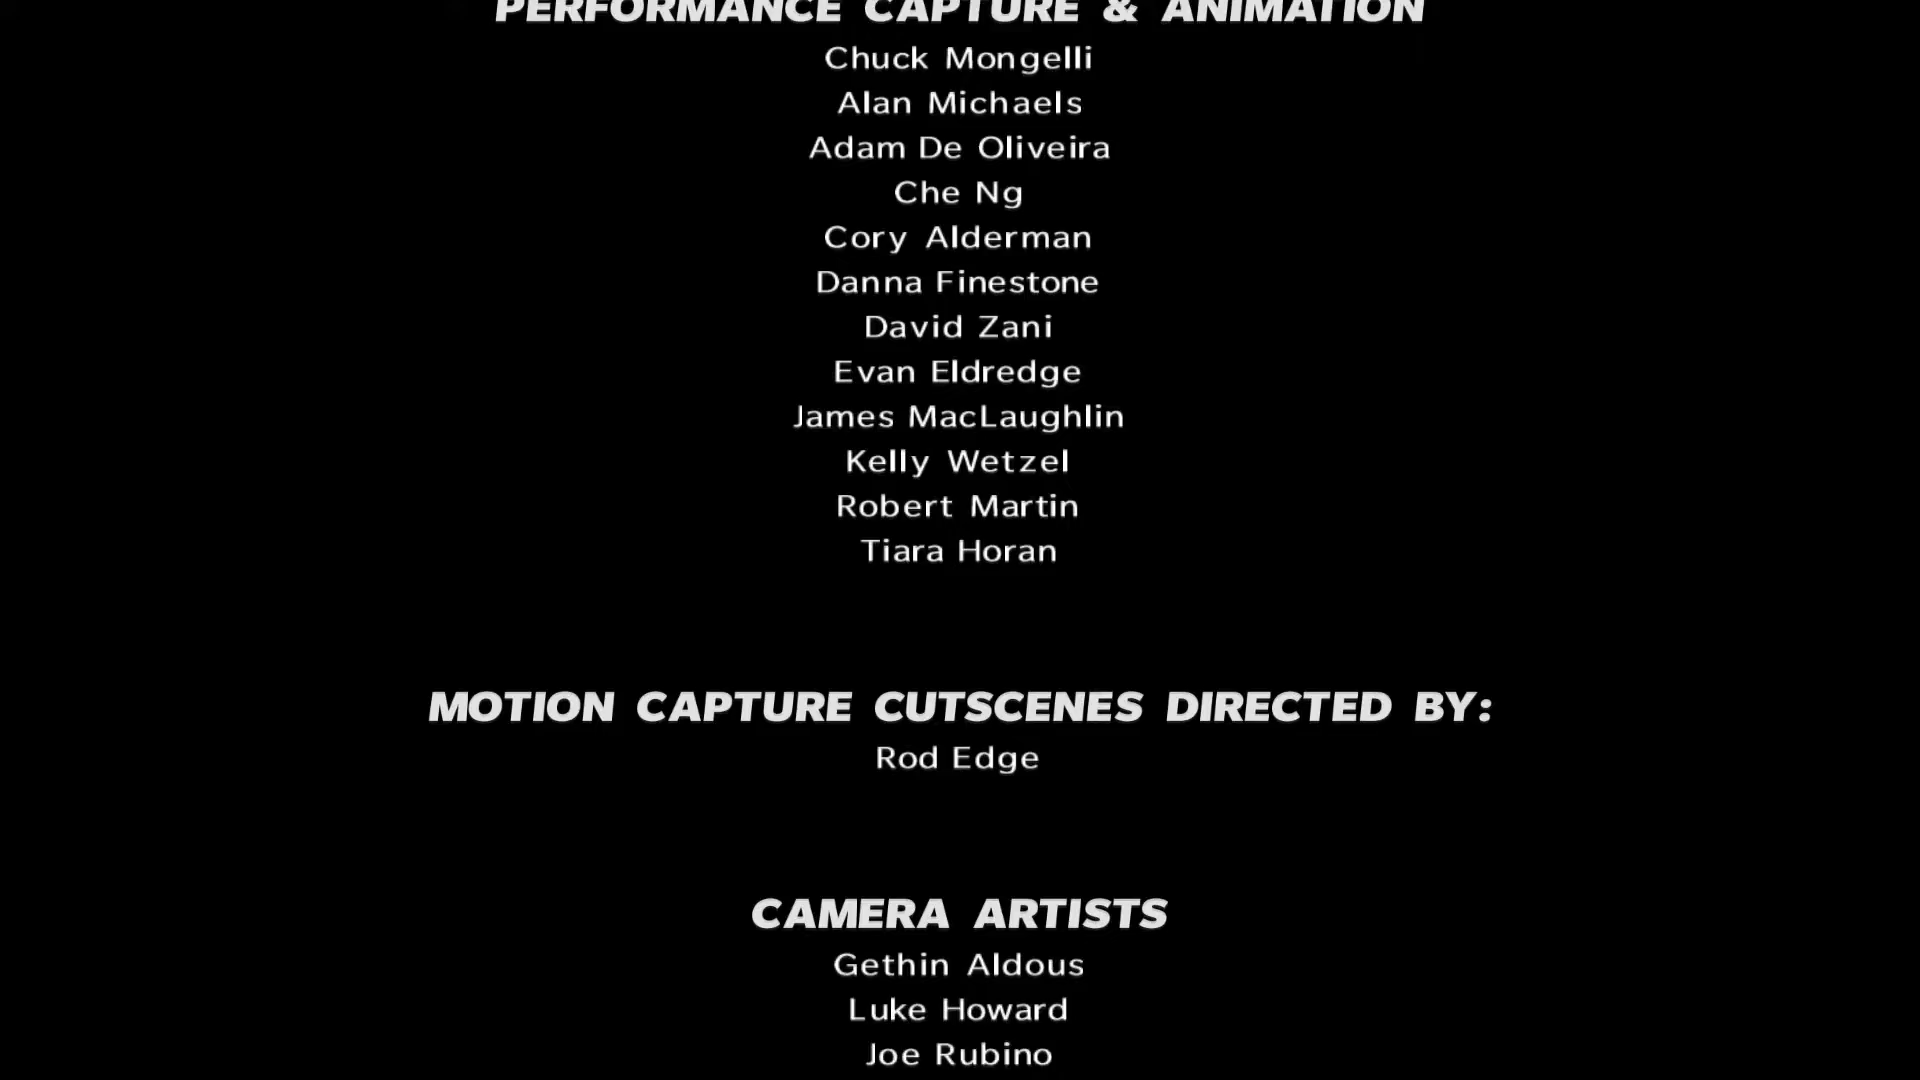 PERFORMANCE CAPTURE & ANIMATION
Chuck Mongelli
Alan Michaels
Adam De Oliveira
Che Ng
Cory Alderman
Danna Finestone
David Zani
Evan Eldredge
James MacLaughlin
Kelly Wetzel
Robert Martin
Tiara Horan
MOTION CAPTURE CUTSCENES DIRECTED BY:
Rod Edge
CAMERA ARTISTS
Gethin Aldous
Luke Howard
Joe Rubino